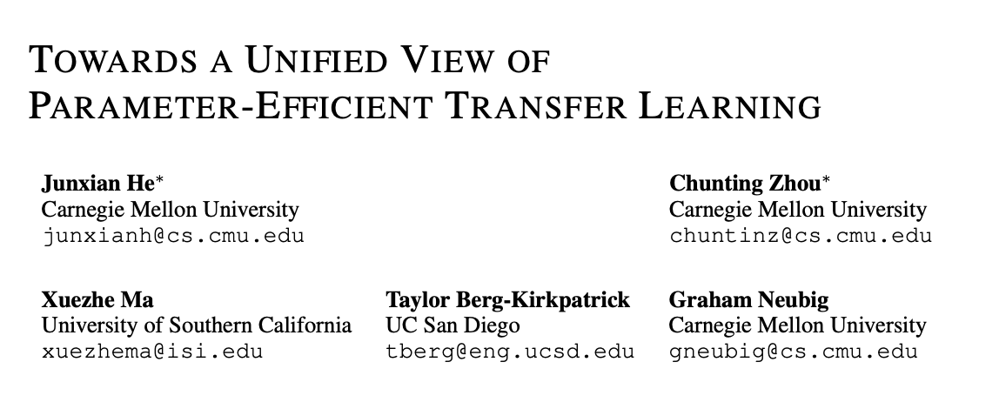 TOWARDS A UNIFIED VIEW OF
PARAMETER-EFFICIENT TRANSFER LEARNING
Junxian He*
Carnegie Mellon University
junxianh@cs.cmu.edu
Chunting Zhou*
Carnegie Mellon University
chuntinz@cs.cmu.edu
Xuezhe Ma
University of Southern California
xuezhema@isi.edu
Taylor Berg-Kirkpatrick
UC San Diego
tberg@eng.ucsd.edu
Graham Neubig
Carnegie Mellon University
gneubig@cs.cmu.edu